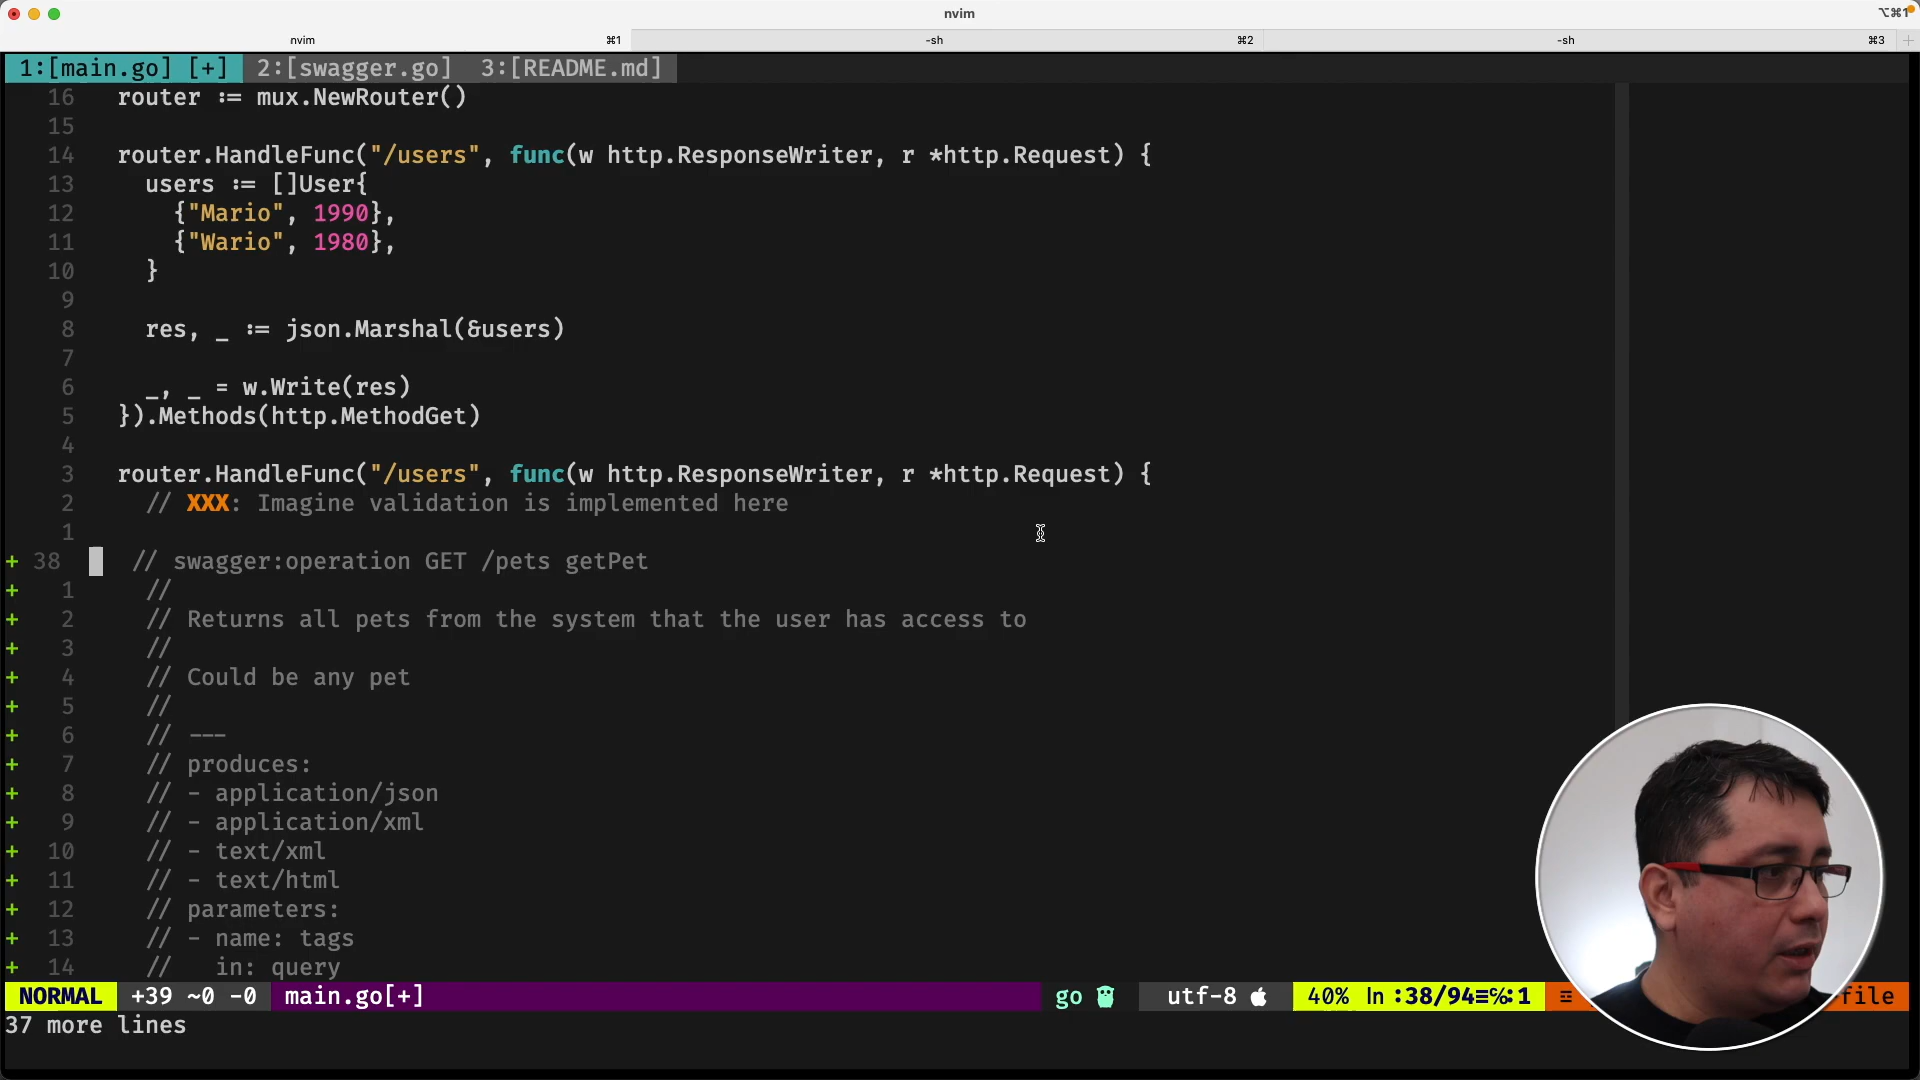 nvim
⌥⌘1
nvim ⌘1 -sh ⌘2 -sh ⌘3
1:[main.go] [+] 2:[swagger.go] 3:[README.md]
16 router := mux.NewRouter()
15
14 router.HandleFunc("/users", func(w http.ResponseWriter, r *http.Request) {
13 users := []User{
12 {"Mario", 1990},
11 {"Wario", 1980},
10 }
9
8 res, _ := json.Marshal(&users)
7
6 _, _ = w.Write(res)
5 }).Methods(http.MethodGet)
4
3 router.HandleFunc("/users", func(w http.ResponseWriter, r *http.Request) {
2 // XXX: Imagine validation is implemented here
1
+ 38 // swagger:operation GET /pets getPet
+ 1 //
+ 2 // Returns all pets from the system that the user has access to
+ 3 //
+ 4 // Could be any pet
+ 5 //
+ 6 // ---
+ 7 // produces:
+ 8 // - application/json
+ 9 // - application/xml
+ 10 // - text/xml
+ 11 // - text/html
+ 12 // parameters:
+ 13 // - name: tags
+ 14 // in: query
NORMAL +39 ~0 -0 main.go[+] go utf-8 40% ln :38/94≡℅:1 file
37 more lines